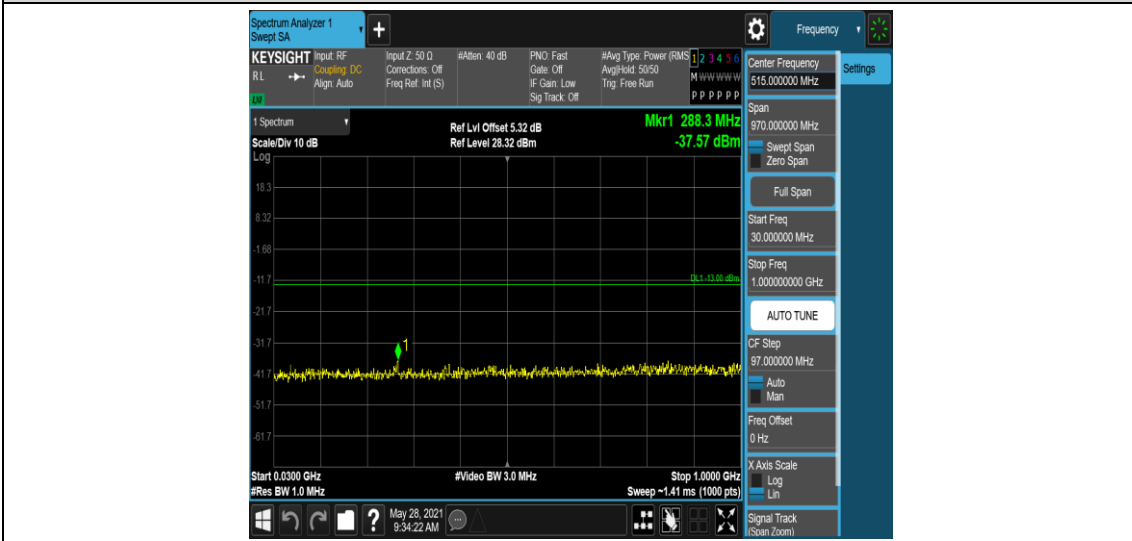 Spectrum Analyzer 1
Swept SA
+
Frequency
KEYSIGHT
RL
LXI
Input: RF
Coupling: DC
Align: Auto
Input Z: 50 Ω
Corrections: Off
Freq Ref: Int (S)
#Atten: 40 dB
PNO: Fast
Gate: Off
IF Gain: Low
Sig Track: Off
#Avg Type: Power (RMS
Avg|Hold: 50/50
Trig: Free Run
1 2 3 4 5 6
M W W W W W
P P P P P P
1 Spectrum
Scale/Div 10 dB
Log
Ref Lvl Offset 5.32 dB
Ref Level 28.32 dBm
Mkr1 288.3 MHz
-37.57 dBm
18.3
8.32
-1.68
-11.7
DL1 -13.00 dBm
-21.7
-31.7
1
-41.7
-51.7
-61.7
Start 0.0300 GHz
#Res BW 1.0 MHz
#Video BW 3.0 MHz
Stop 1.0000 GHz
Sweep ~1.41 ms (1000 pts)
?
May 28, 2021
9:34:22 AM
Center Frequency
515.000000 MHz
Settings
Span
970.000000 MHz
Swept Span
Zero Span
Full Span
Start Freq
30.000000 MHz
Stop Freq
1.000000000 GHz
AUTO TUNE
CF Step
97.000000 MHz
Auto
Man
Freq Offset
0 Hz
X Axis Scale
Log
Lin
Signal Track
(Span Zoom)